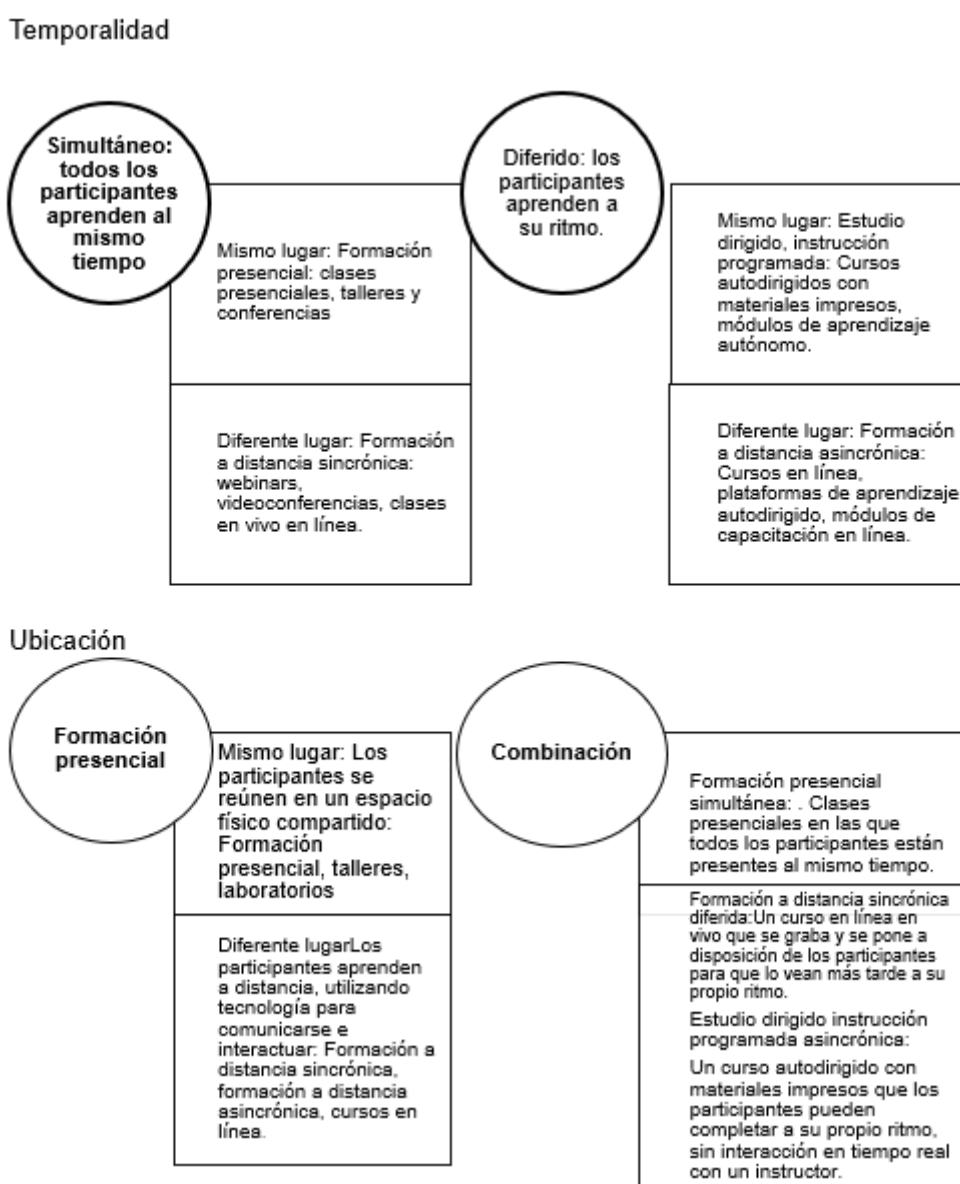 Temporalidad
Simultáneo:
todos los
participantes
aprenden al
mismo
tiempo
Mismo lugar: Formación
presencial: clases
presenciales, talleres y
conferencias
Diferente lugar: Formación
a distancia sincrónica:
webinars,
videoconferencias, clases
en vivo en línea.
Diferido: los
participantes
aprenden a
su ritmo.
Mismo lugar: Estudio
dirigido, instrucción
programada: Cursos
autodirigidos con
materiales impresos,
módulos de aprendizaje
autónomo.
Diferente lugar: Formación
a distancia asincrónica:
Cursos en línea,
plataformas de aprendizaje
autodirigido, módulos de
capacitación en línea.
Ubicación
Formación
presencial
Mismo lugar: Los
participantes se
reúnen en un espacio
físico compartido:
Formación
presencial, talleres,
laboratorios
Diferente lugarLos
participantes aprenden
a distancia, utilizando
tecnología para
comunicarse e
interactuar: Formación a
distancia sincrónica,
formación a distancia
asincrónica, cursos en
línea.
Combinación
Formación presencial
simultánea: . Clases
presenciales en las que
todos los participantes están
presentes al mismo tiempo.
Formación a distancia sincrónica
diferida:Un curso en línea en
vivo que se graba y se pone a
disposición de los participantes
para que lo vean más tarde a su
propio ritmo.
Estudio dirigido instrucción
programada asincrónica:
Un curso autodirigido con
materiales impresos que los
participantes pueden
completar a su propio ritmo,
sin interacción en tiempo real
con un instructor.